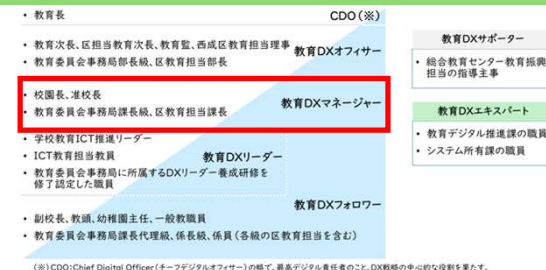 • 教育長
CDO(※)
• 教育次長、区担当教育次長、教育監、西成区教育担当理事
• 教育委員会事務局部長級、区教育担当部長
教育DXオフィサー
• 校園長、准校長
• 教育委員会事務局課長級、区教育担当課長
教育DXマネージャー
• 学校教育ICT推進リーダー
• ICT教育担当教員
• 教育委員会事務局に所属するDXリーダー養成研修を
修了認定した職員
教育DXリーダー
教育DXフォロワー
• 副校長、教頭、幼稚園主任、一般教職員
• 教育委員会事務局課長代理級、係長級、係員(各級の区教育担当を含む)
教育DXサポーター
• 総合教育センター教育振興
担当の指導主事
教育DXエキスパート
• 教育デジタル推進課の職員
• システム所有課の職員
(※)CDO:Chief Digital Officer(チーフデジタルオフィサー)の略で、最高デジタル責任者のこと。DX戦略の中心的な役割を果たす。